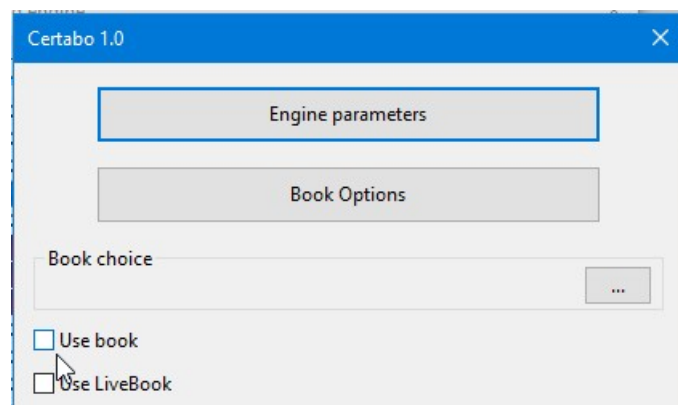 Certabo 1.0
Engine parameters
Book Options
Book choice
...
Use book
Use LiveBook